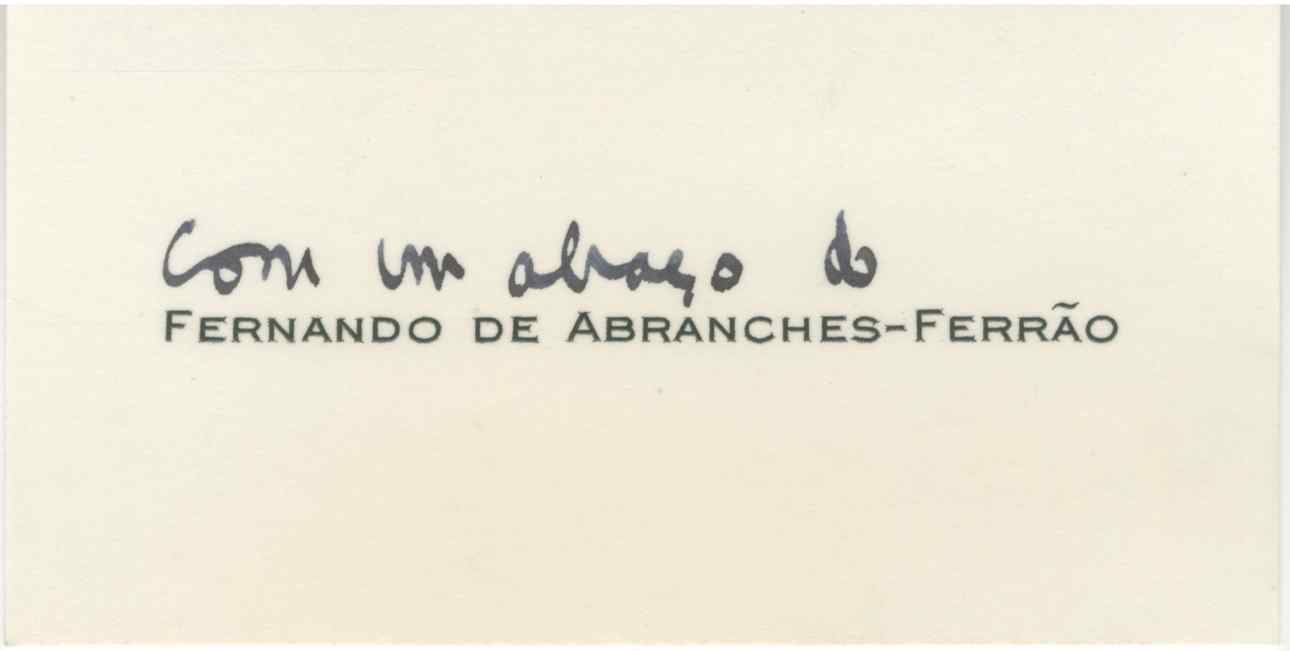 Com um abraço do
FERNANDO DE ABRANCHES-FERRÃO